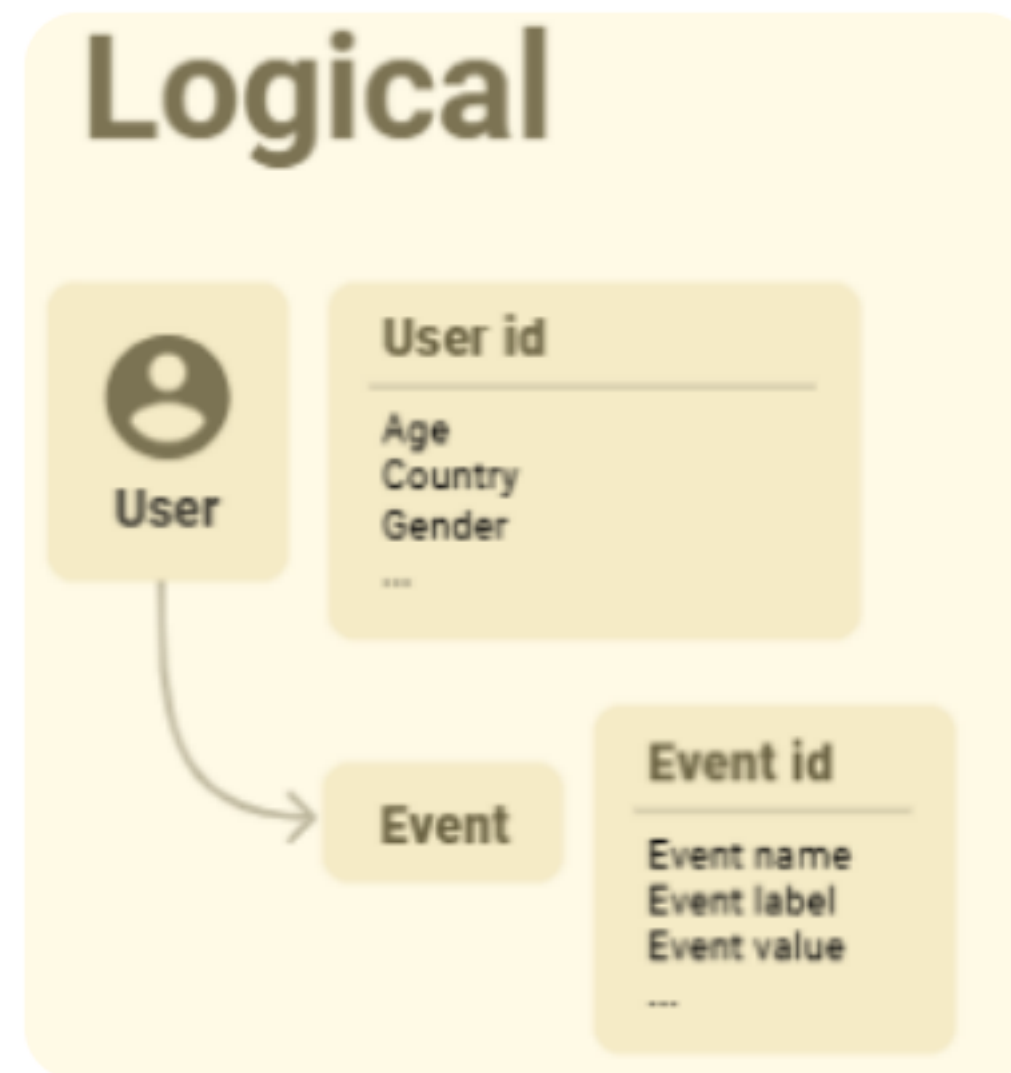 Logical
User
User id
Age
Country
Gender
...
Event
Event id
Event name
Event label
Event value
...